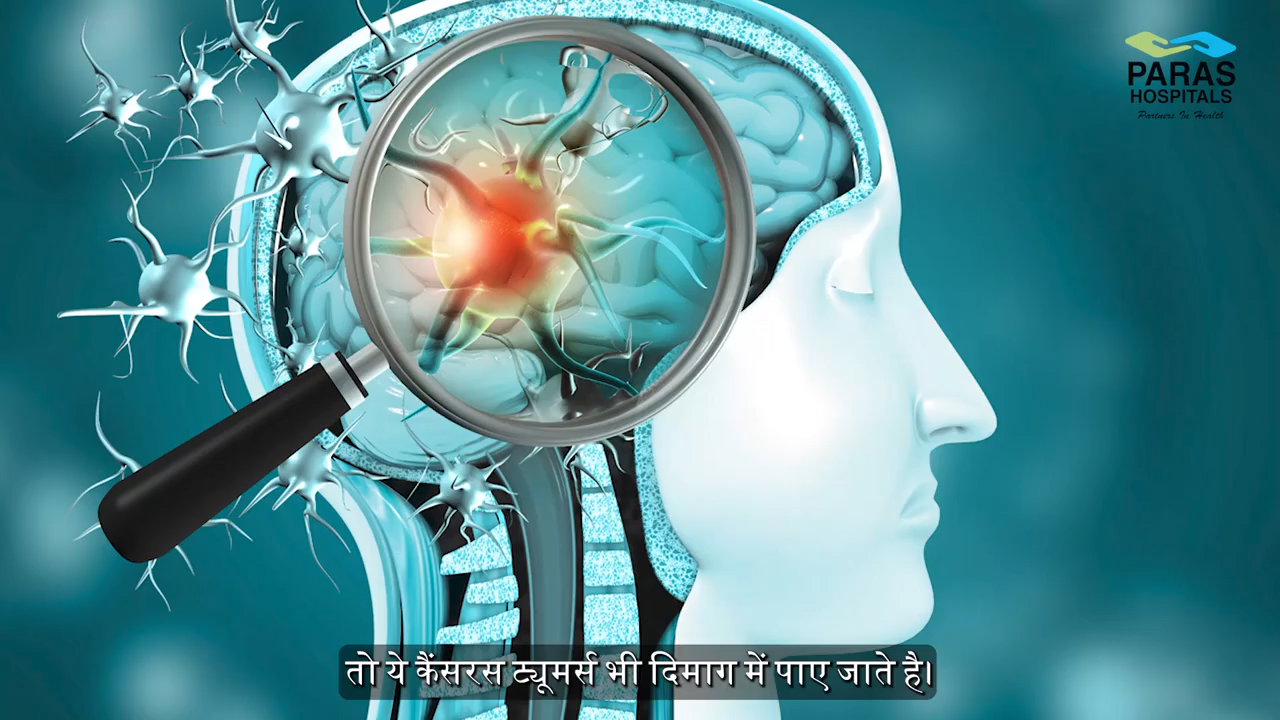 PARAS
HOSPITALS
Partners In Health
तो ये कैंसरस ट्यूमर्स भी दिमाग में पाए जाते है।